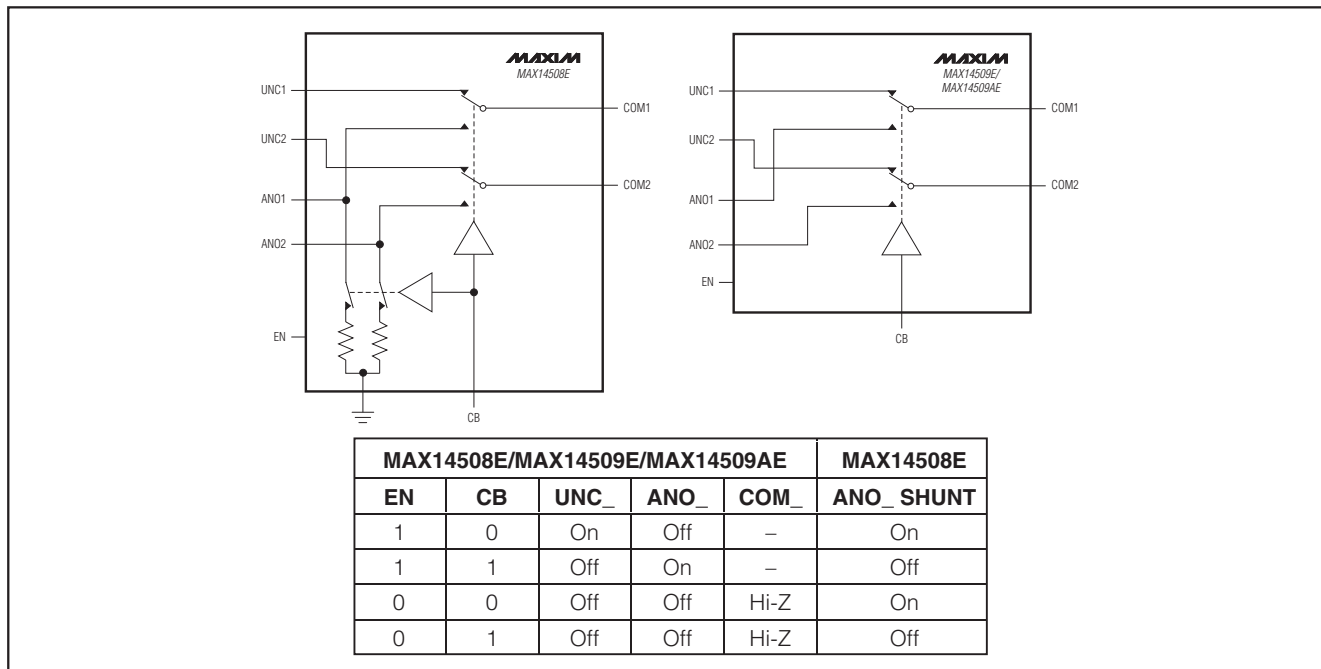 MAXIM
MAX14508E
UNC1
UNC2
ANO1
ANO2
EN
COM1
COM2
CB
MAXIM
MAX14509E/
MAX14509AE
UNC1
UNC2
ANO1
ANO2
EN
COM1
COM2
CB
MAX14508E/MAX14509E/MAX14509AE MAX14508E
EN CB UNC_ ANO_ COM_ ANO_ SHUNT
1 0 On Off – On
1 1 Off On – Off
0 0 Off Off Hi-Z On
0 1 Off Off Hi-Z Off